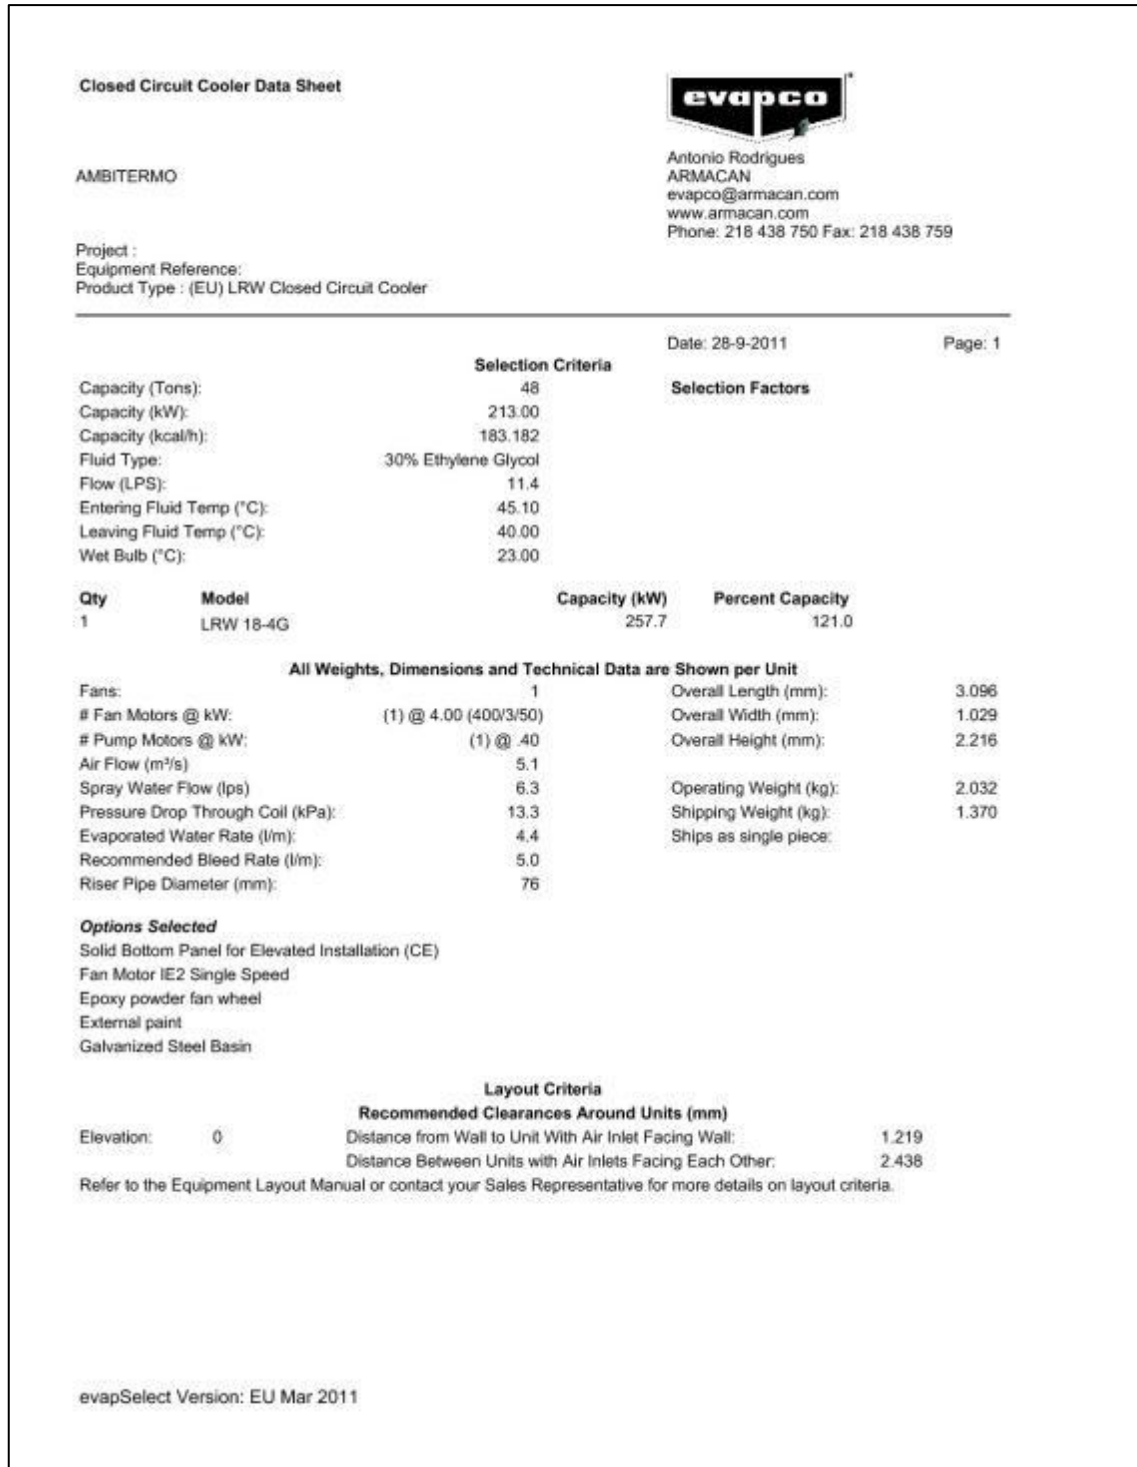 Closed Circuit Cooler Data Sheet
evapco
AMBITERMO
Antonio Rodrigues
ARMACAN
evapco@armacan.com
www.armacan.com
Phone: 218 438 750 Fax: 218 438 759
Project :
Equipment Reference:
Product Type : (EU) LRW Closed Circuit Cooler
Date: 28-9-2011 Page: 1
Selection Criteria
Capacity (Tons): 48 Selection Factors
Capacity (kW): 213.00
Capacity (kcal/h): 183.182
Fluid Type: 30% Ethylene Glycol
Flow (LPS): 11.4
Entering Fluid Temp (°C): 45.10
Leaving Fluid Temp (°C): 40.00
Wet Bulb (°C): 23.00
Qty Model Capacity (kW) Percent Capacity
1 LRW 18-4G 257.7 121.0
All Weights, Dimensions and Technical Data are Shown per Unit
Fans: 1 Overall Length (mm): 3.096
# Fan Motors @ kW: (1) @ 4.00 (400/3/50) Overall Width (mm): 1.029
# Pump Motors @ kW: (1) @ .40 Overall Height (mm): 2.216
Air Flow (m³/s) 5.1
Spray Water Flow (lps) 6.3 Operating Weight (kg): 2.032
Pressure Drop Through Coil (kPa): 13.3 Shipping Weight (kg): 1.370
Evaporated Water Rate (l/m): 4.4 Ships as single piece:
Recommended Bleed Rate (l/m): 5.0
Riser Pipe Diameter (mm): 76
Options Selected
Solid Bottom Panel for Elevated Installation (CE)
Fan Motor IE2 Single Speed
Epoxy powder fan wheel
External paint
Galvanized Steel Basin
Layout Criteria
Recommended Clearances Around Units (mm)
Elevation: 0 Distance from Wall to Unit With Air Inlet Facing Wall: 1.219
Distance Between Units with Air Inlets Facing Each Other: 2.438
Refer to the Equipment Layout Manual or contact your Sales Representative for more details on layout criteria.
evapSelect Version: EU Mar 2011